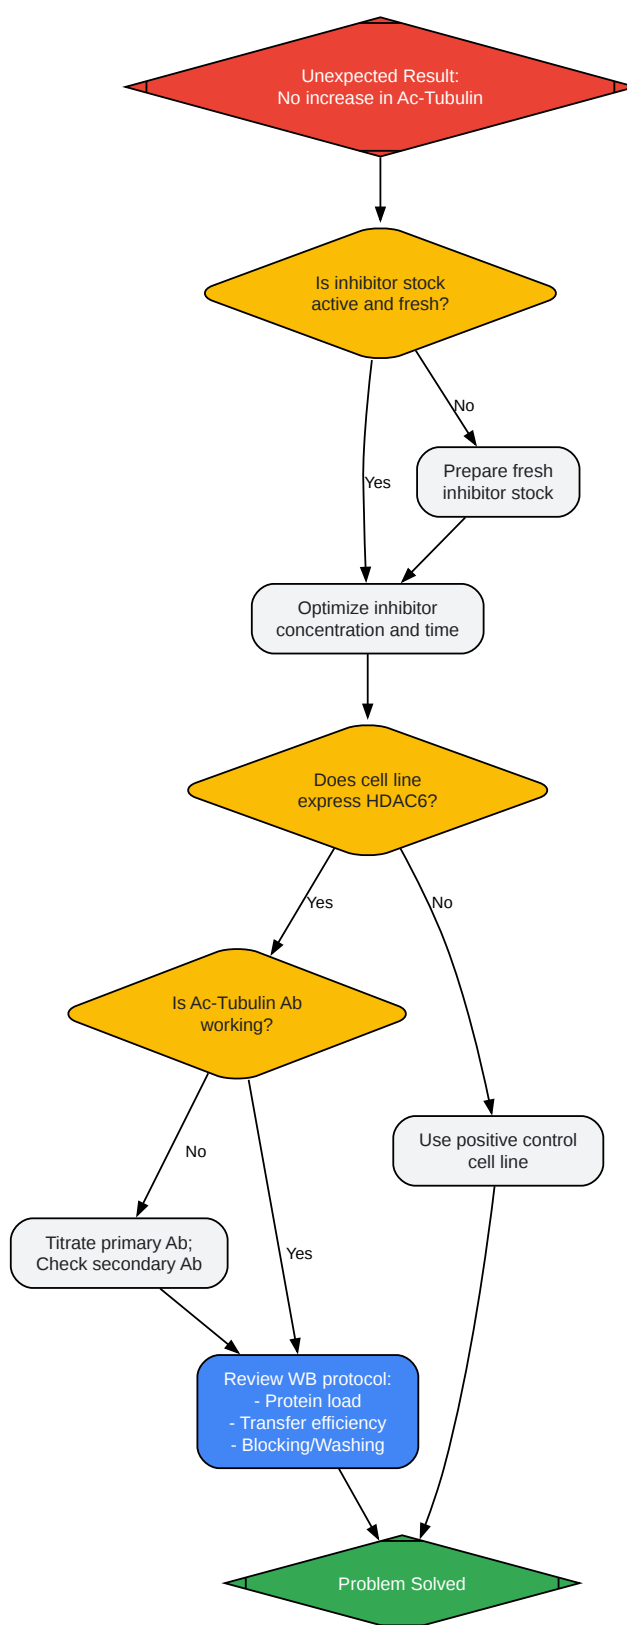 Unexpected Result:
No increase in Ac-Tubulin
Is inhibitor stock
active and fresh?
No
Prepare fresh
inhibitor stock
Yes
Optimize inhibitor
concentration and time
Does cell line
express HDAC6?
Yes
No
Is Ac-Tubulin Ab
working?
No
Use positive control
cell line
Titrate primary Ab;
Check secondary Ab
Yes
Review WB protocol:
- Protein load
- Transfer efficiency
- Blocking/Washing
Problem Solved